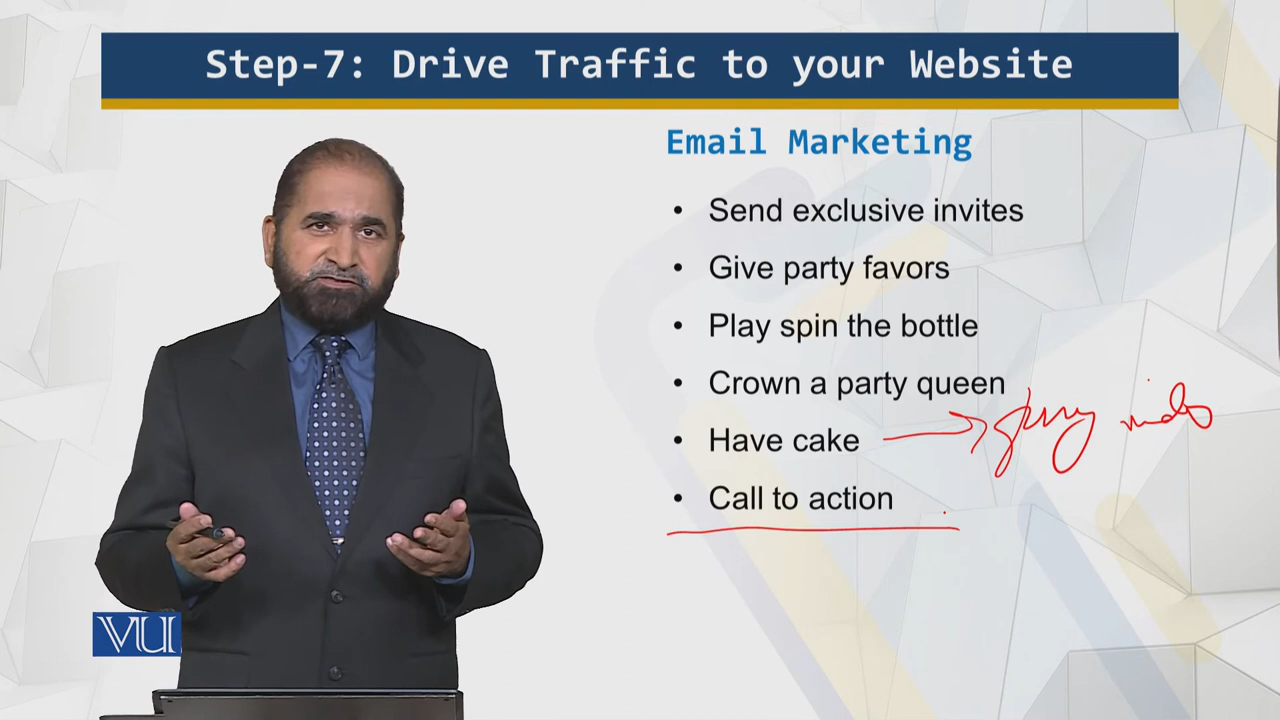 Step-7: Drive Traffic to your Website
Email Marketing
• Send exclusive invites
• Give party favors
• Play spin the bottle
• Crown a party queen
• Have cake
• Call to action
VU